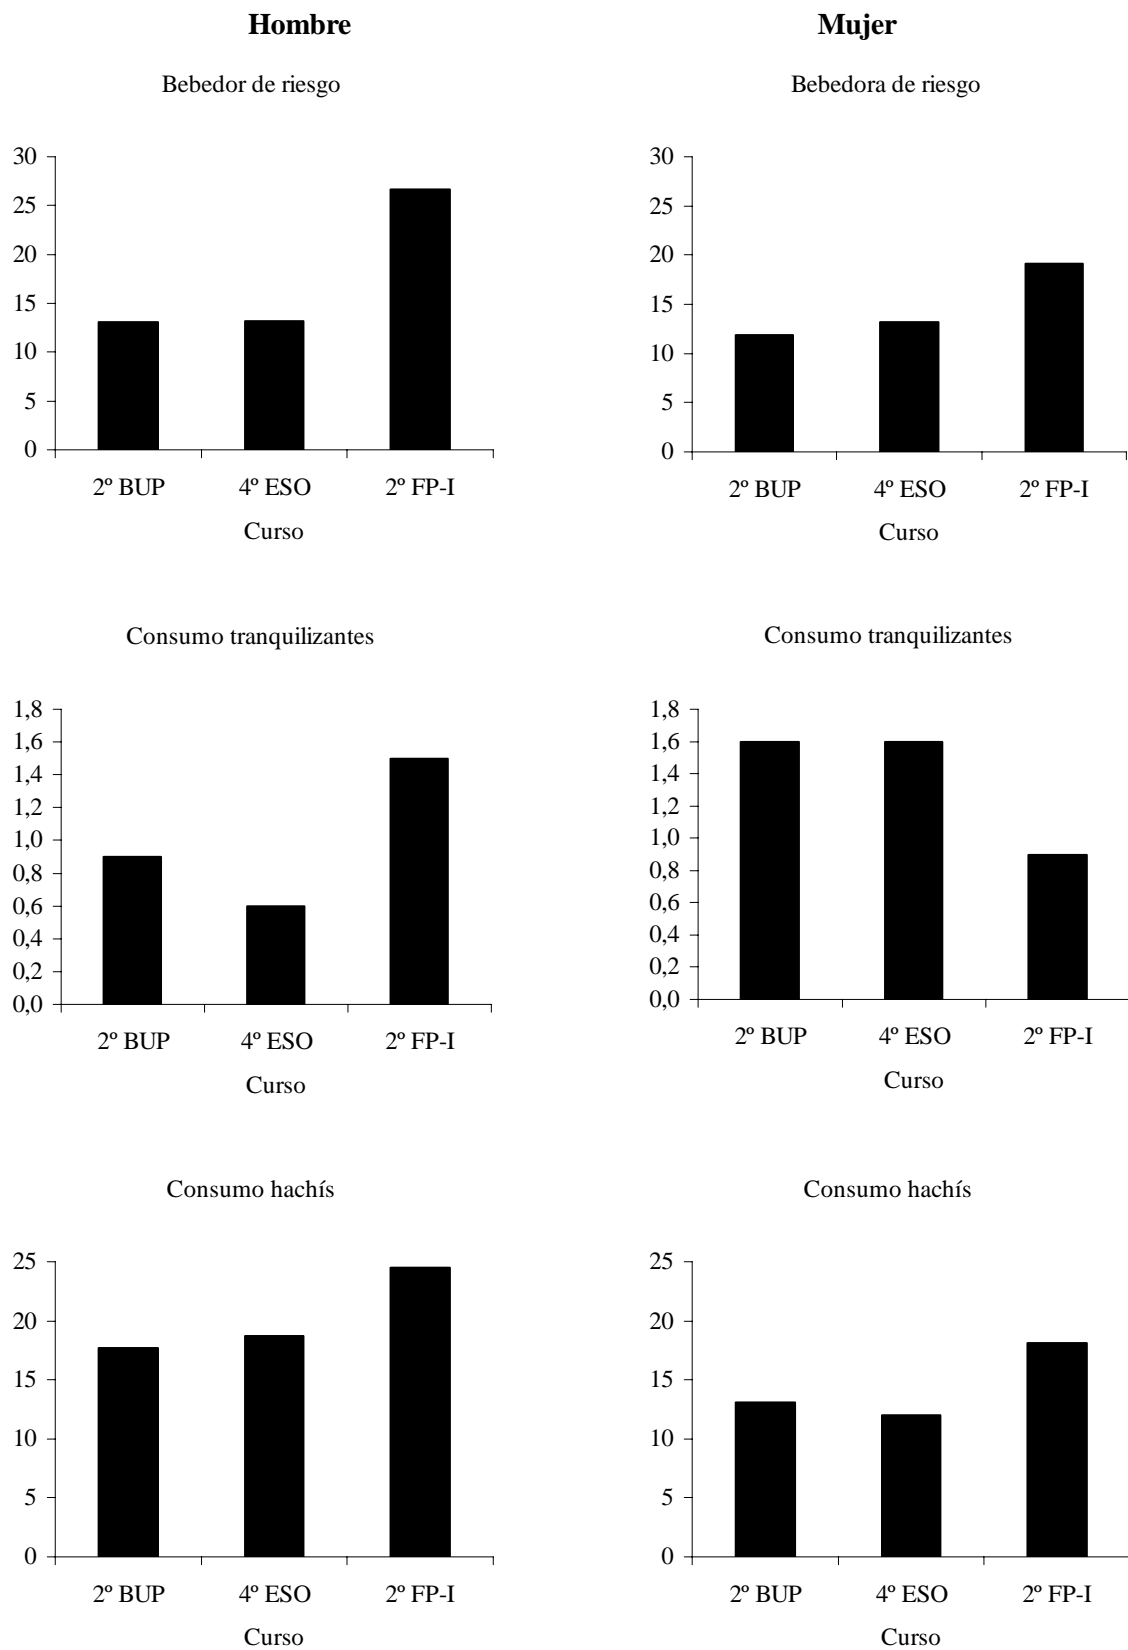 Hombre
Mujer
Bebedor de riesgo
30
25
20
15
10
5
0
2º BUP 4º ESO 2º FP-I
Curso
Bebedora de riesgo
30
25
20
15
10
5
0
2º BUP 4º ESO 2º FP-I
Curso
Consumo tranquilizantes
1,8
1,6
1,4
1,2
1,0
0,8
0,6
0,4
0,2
0,0
2º BUP 4º ESO 2º FP-I
Curso
Consumo tranquilizantes
1,8
1,6
1,4
1,2
1,0
0,8
0,6
0,4
0,2
0,0
2º BUP 4º ESO 2º FP-I
Curso
Consumo hachís
25
20
15
10
5
0
2º BUP 4º ESO 2º FP-I
Curso
Consumo hachís
25
20
15
10
5
0
2º BUP 4º ESO 2º FP-I
Curso